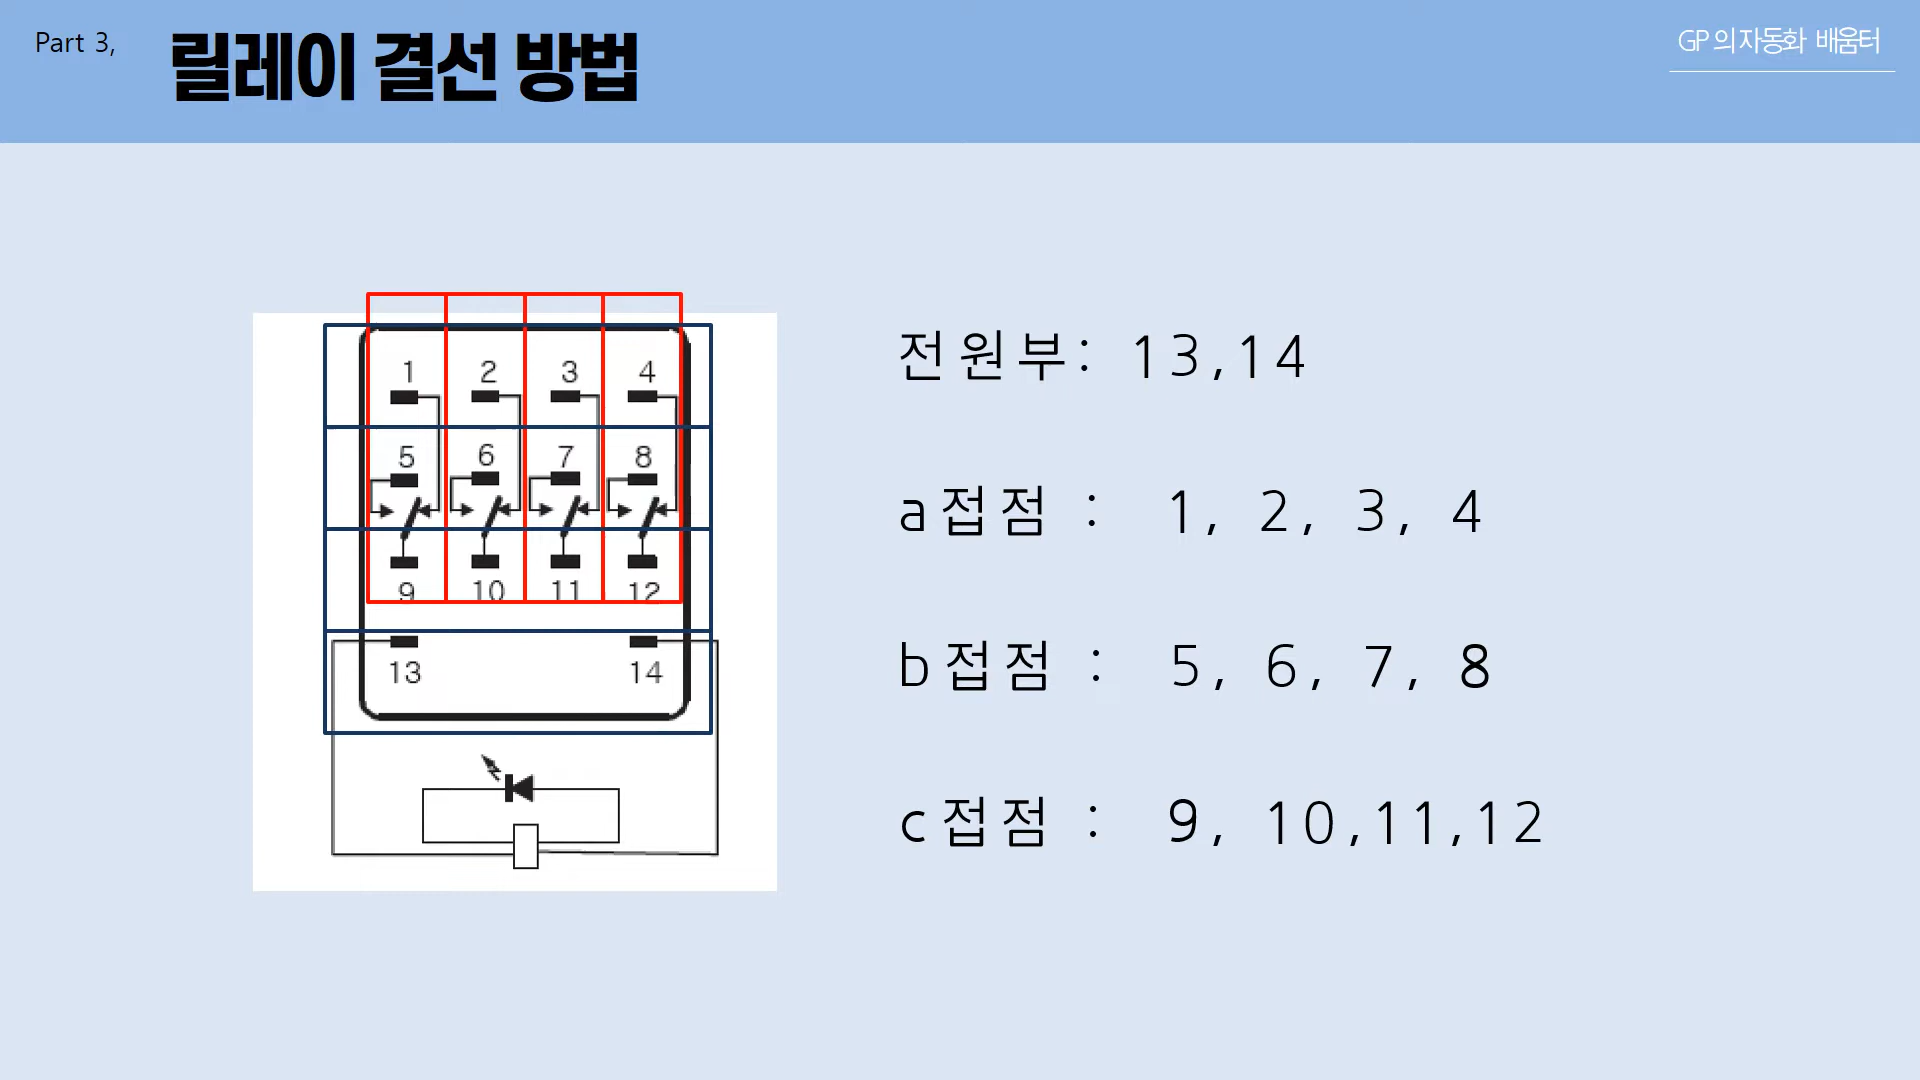 Part 3,
릴레이 결선 방법
GP의 자동화 배움터
1 2 3 4
5 6 7 8
9 10 11 12
13 14
전원부: 13,14
a접점 : 1, 2, 3, 4
b접점 : 5, 6, 7, 8
c접점 : 9, 10,11,12